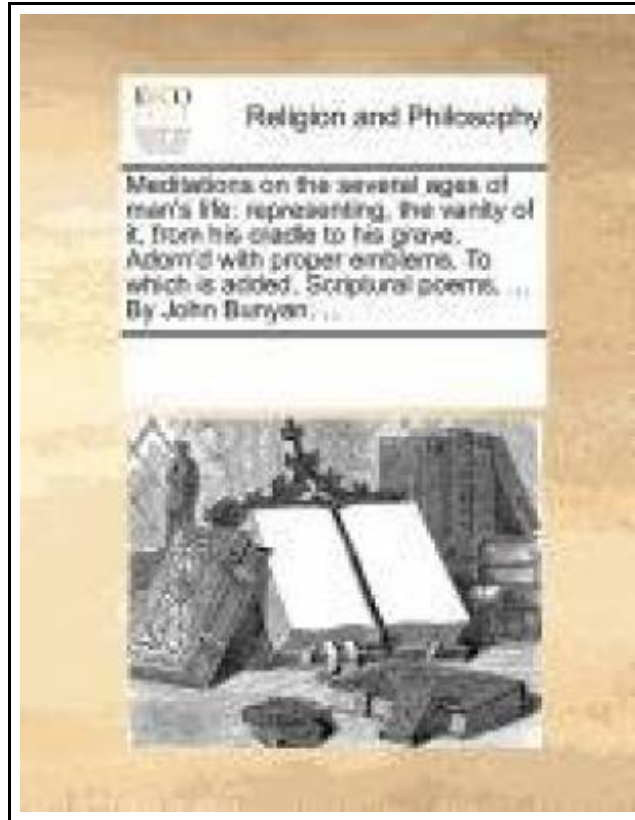 ECCO
Religion and Philosophy
Meditations on the several ages of
man's life: representing, the vanity of
it, from his cradle to his grave.
Adorn'd with proper emblems. To
which is added, Scriptural poems, ...
By John Bunyan. ...